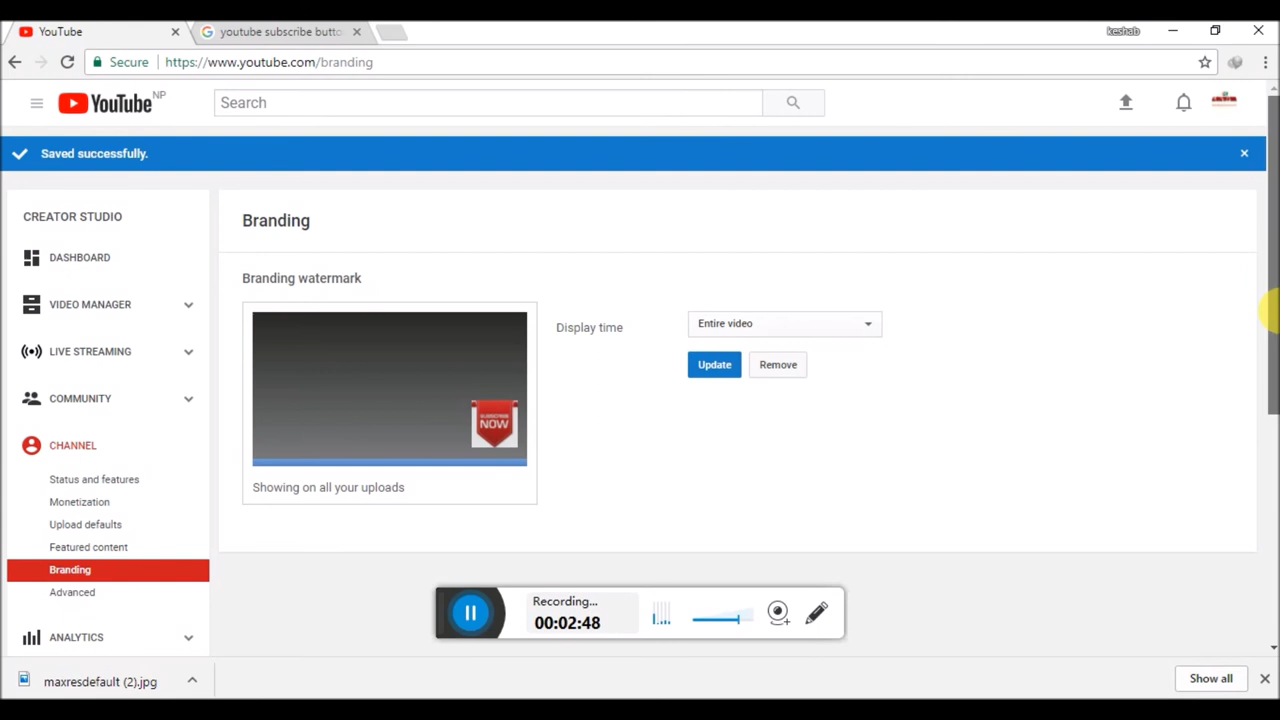 YouTube
youtube subscribe butto
keshab
Secure
https://www.youtube.com/branding
YouTube NP
Search
Saved successfully.
CREATOR STUDIO
DASHBOARD
VIDEO MANAGER
LIVE STREAMING
COMMUNITY
CHANNEL
Status and features
Monetization
Upload defaults
Featured content
Branding
Advanced
ANALYTICS
Branding
Branding watermark
SUBSCRIBE
NOW
Showing on all your uploads
Display time
Entire video
Update
Remove
Recording...
00:02:48
maxresdefault (2).jpg
Show all